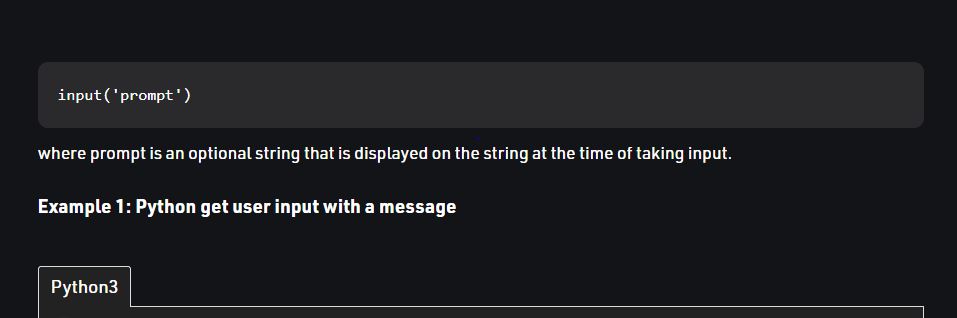 input('prompt')
where prompt is an optional string that is displayed on the string at the time of taking input.
Example 1: Python get user input with a message
Python3